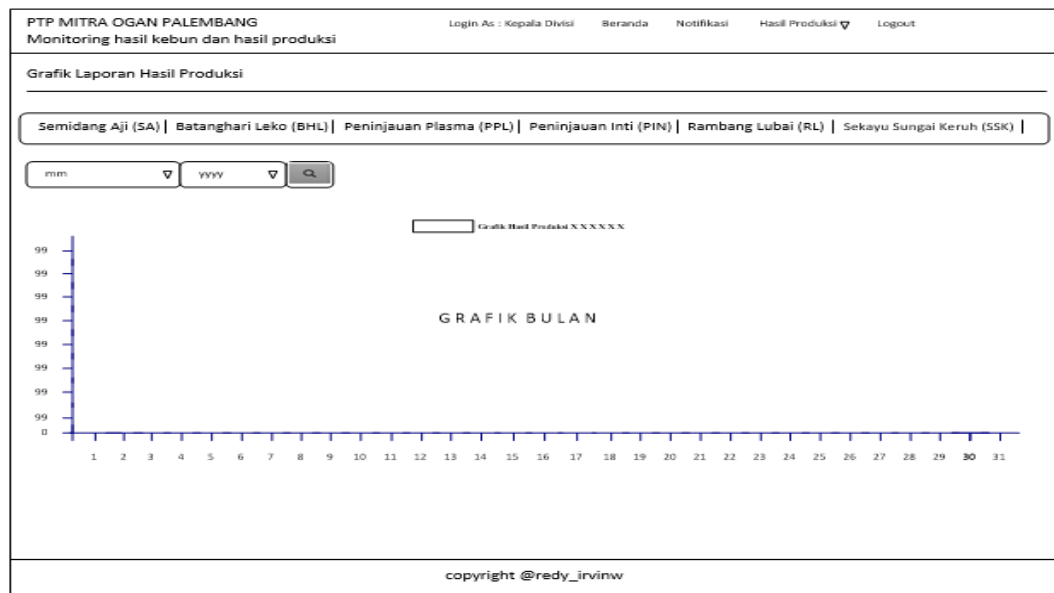 PTP MITRA OGAN PALEMBANG
Monitoring hasil kebun dan hasil produksi
Login As : Kepala Divisi Beranda Notifikasi Hasil Produksi Logout
Grafik Laporan Hasil Produksi
Semidang Aji (SA) | Batanghari Leko (BHL) | Peninjauan Plasma (PPL) | Peninjauan Inti (PIN) | Rambang Lubai (RL) | Sekayu Sungai Keruh (SSK) |
mm yyyy
Grafik Hasil Produksi X X X X X X
99
99
99
99
99
99
99
99
0
G R A F I K B U L A N
1 2 3 4 5 6 7 8 9 10 11 12 13 14 15 16 17 18 19 20 21 22 23 24 25 26 27 28 29 30 31
copyright @redy_irvinw